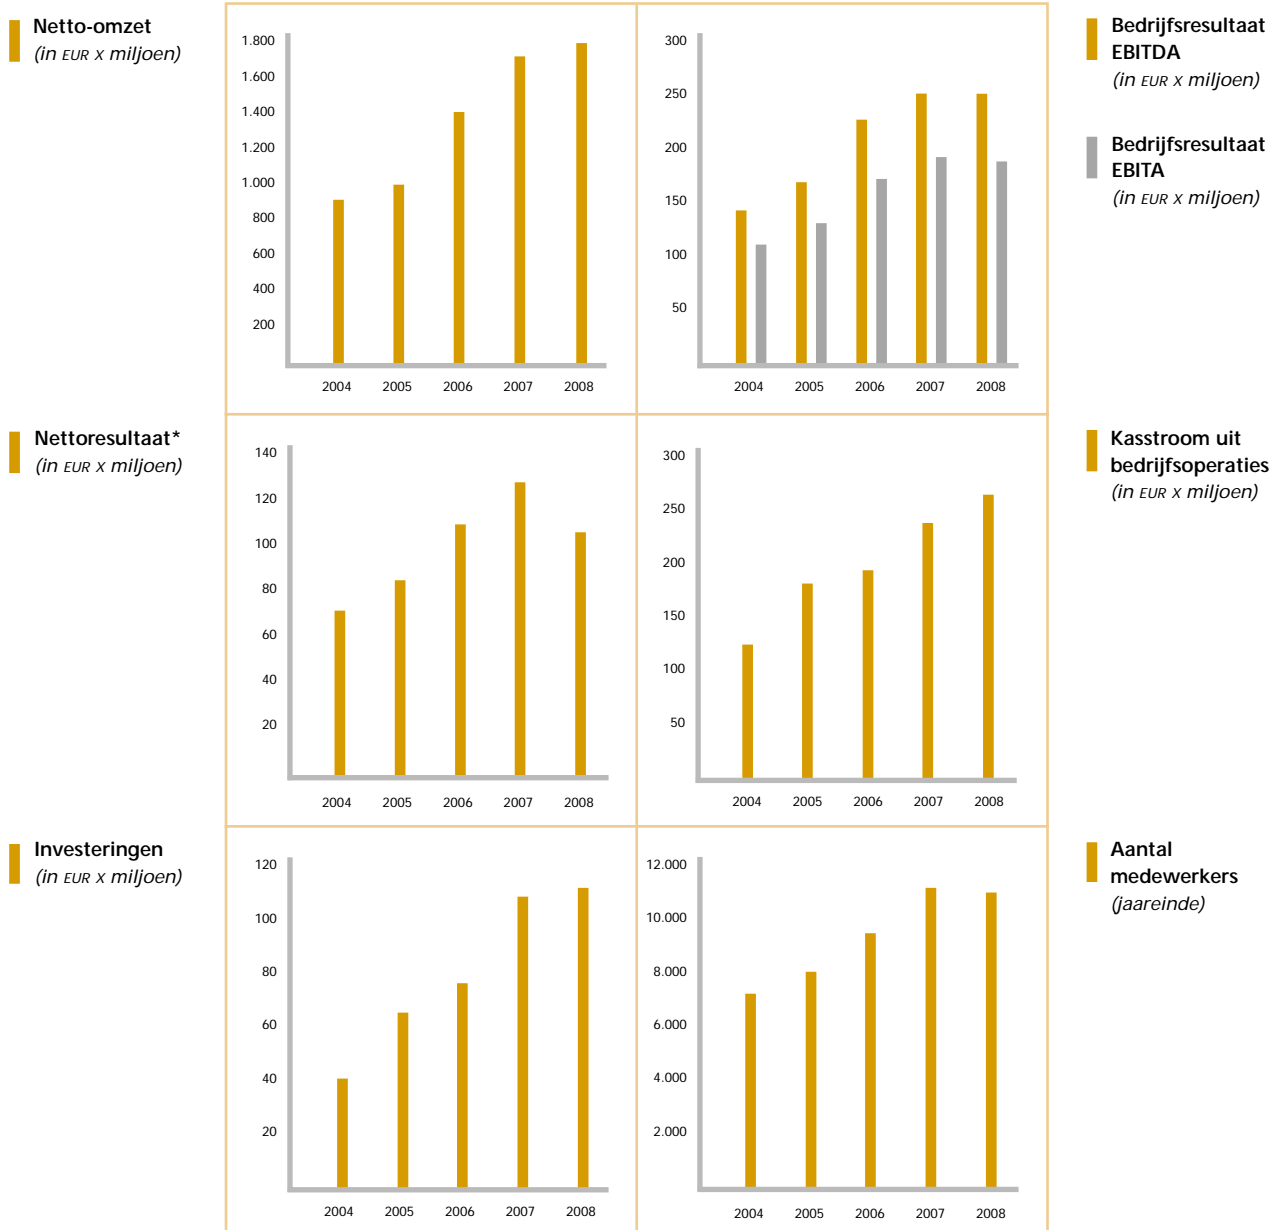 Netto-omzet
(in EUR x miljoen)
1.800
1.600
1.400
1.200
1.000
800
600
400
200
2004 2005 2006 2007 2008
300
250
200
150
100
50
2004 2005 2006 2007 2008
Bedrijfsresultaat
EBITDA
(in EUR x miljoen)
Bedrijfsresultaat
EBITA
(in EUR x miljoen)
Nettoresultaat*
(in EUR x miljoen)
140
120
100
80
60
40
20
2004 2005 2006 2007 2008
300
250
200
150
100
50
2004 2005 2006 2007 2008
Kasstroom uit
bedrijfsoperaties
(in EUR x miljoen)
Investeringen
(in EUR x miljoen)
120
100
80
60
40
20
2004 2005 2006 2007 2008
12.000
10.000
8.000
6.000
4.000
2.000
2004 2005 2006 2007 2008
Aantal
medewerkers
(jaareinde)